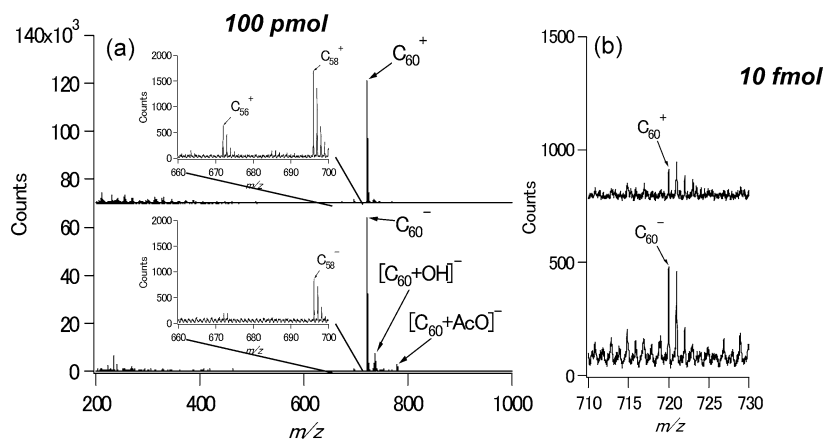 100 pmol
(a)
140x10³
120
100
80
60
40
20
0
Counts
200
400
600
800
1000
m/z
C₆₀⁺
C₆₀⁻
[C₆₀+OH]⁻
[C₆₀+AcO]⁻
2000
1500
1000
500
0
Counts
C₅₆⁺
C₅₈⁺
660
670
680
690
700
m/z
2000
1500
1000
500
0
Counts
C₅₈⁻
660
670
680
690
700
m/z
(b)
10 fmol
1500
1000
500
0
Counts
C₆₀⁺
C₆₀⁻
710
715
720
725
730
m/z